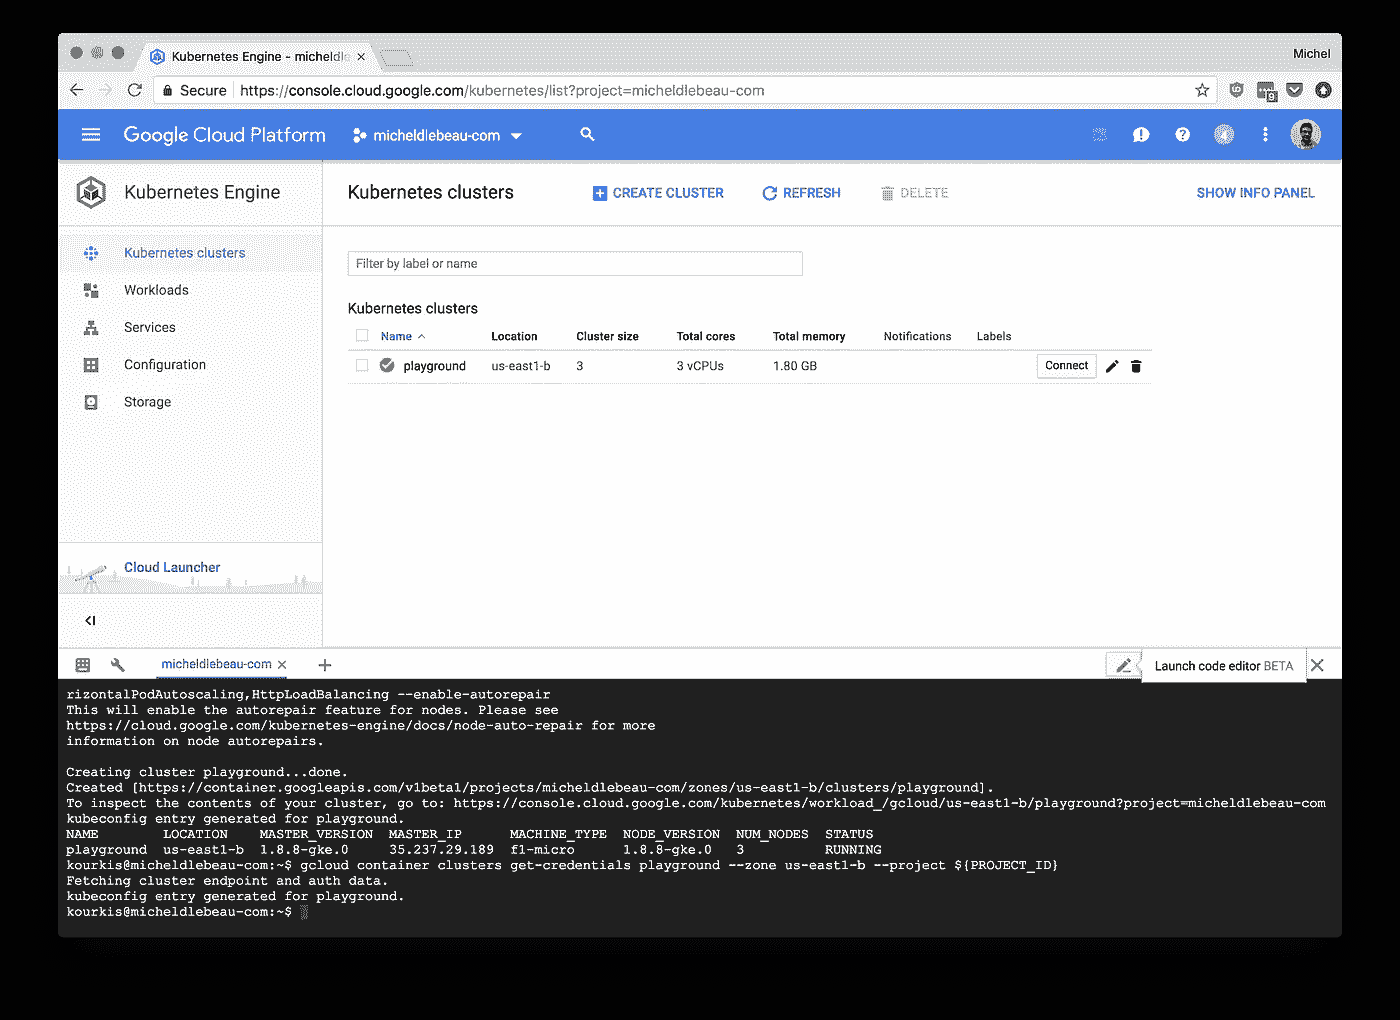 Kubernetes Engine - micheldl
Michel
Secure https://console.cloud.google.com/kubernetes/list?project=micheldlebeau-com
9
Google Cloud Platform micheldlebeau-com
Kubernetes Engine
Kubernetes clusters CREATE CLUSTER REFRESH DELETE SHOW INFO PANEL
Kubernetes clusters
Workloads
Services
Configuration
Storage
Cloud Launcher
Filter by label or name
Kubernetes clusters
Name Location Cluster size Total cores Total memory Notifications Labels
playground us-east1-b 3 3 vCPUs 1.80 GB Connect
micheldlebeau-com
Launch code editor BETA
rizontalPodAutoscaling,HttpLoadBalancing --enable-autorepair
This will enable the autorepair feature for nodes. Please see
https://cloud.google.com/kubernetes-engine/docs/node-auto-repair for more
information on node autorepairs.
Creating cluster playground...done.
Created [https://container.googleapis.com/v1beta1/projects/micheldlebeau-com/zones/us-east1-b/clusters/playground].
To inspect the contents of your cluster, go to: https://console.cloud.google.com/kubernetes/workload_/gcloud/us-east1-b/playground?project=micheldlebeau-com
kubeconfig entry generated for playground.
NAME LOCATION MASTER_VERSION MASTER_IP MACHINE_TYPE NODE_VERSION NUM_NODES STATUS
playground us-east1-b 1.8.8-gke.0 35.237.29.189 f1-micro 1.8.8-gke.0 3 RUNNING
kourkis@micheldlebeau-com:~$ gcloud container clusters get-credentials playground --zone us-east1-b --project ${PROJECT_ID}
Fetching cluster endpoint and auth data.
kubeconfig entry generated for playground.
kourkis@micheldlebeau-com:~$